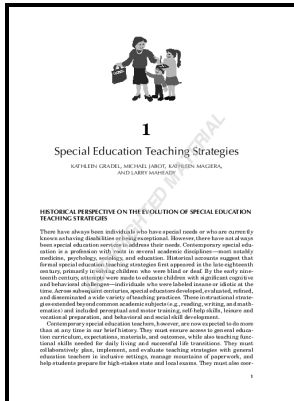 1
Special Education Teaching Strategies
KATHLEEN GRADEL, MICHAEL JABOT, KATHLEEN MAGIERA,
AND LARRY MAHEADY
COPYRIGHTED MATERIAL
HISTORICAL PERSPECTIVE ON THE EVOLUTION OF SPECIAL EDUCATION
TEACHING STRATEGIES
There have always been individuals who have special needs or who are currently
known as having disabilities or being exceptional. However, there have not always
been special education services to address their needs. Contemporary special edu-
cation is a profession with roots in several academic disciplines—most notably
medicine, psychology, sociology, and education. Historical accounts suggest that
formal special education teaching strategies first appeared in the late eighteenth
century, primarily involving children who were blind or deaf. By the early nine-
teenth century, attempts were made to educate children with significant cognitive
and behavioral challenges—individuals who were labeled insane or idiotic at the
time. Across subsequent centuries, special educators developed, evaluated, refined,
and disseminated a wide variety of teaching practices. These instructional strate-
gies extended beyond common academic subjects (e.g., reading, writing, and math-
ematics) and included perceptual and motor training, self-help skills, leisure and
vocational preparation, and behavioral and social skill development.
Contemporary special education teachers, however, are now expected to do more
than at any time in our brief history. They must ensure access to general educa-
tion curriculum, expectations, materials, and outcomes, while also teaching func-
tional skills needed for daily living and successful life transitions. They must
collaboratively plan, implement, and evaluate teaching strategies with general
education teachers in inclusive settings, manage mountains of paperwork, and
help students prepare for high-stakes state and local exams. They must also coor-
1